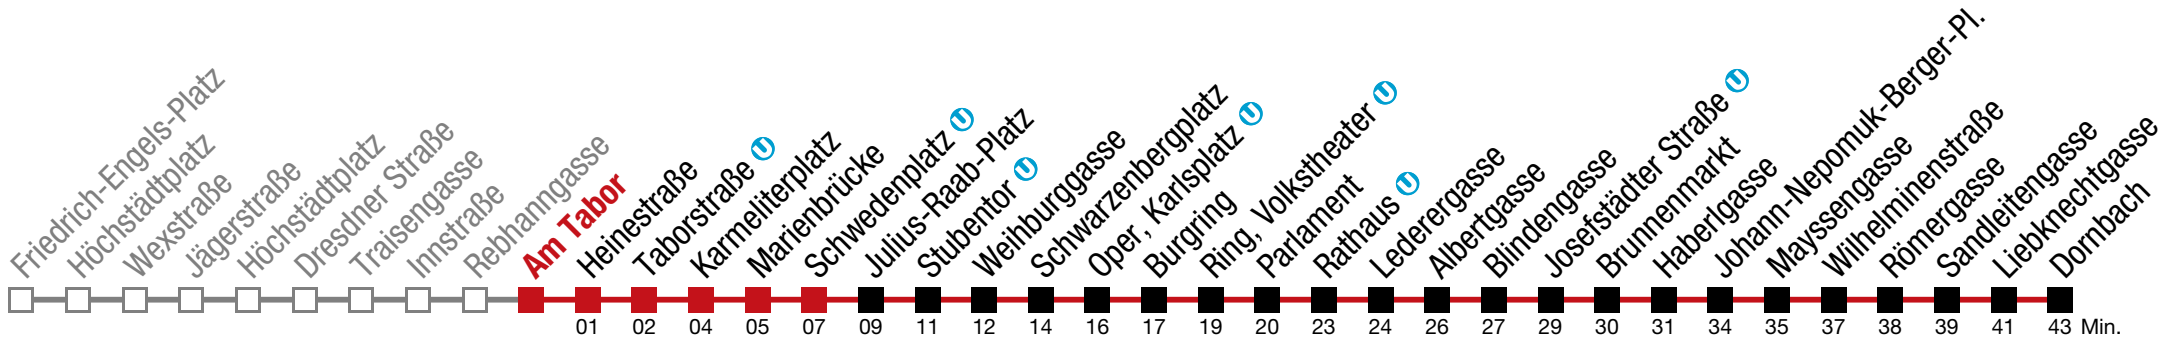 Friedrich-Engels-Platz
Höchstädtplatz
Wexstraße
Jägerstraße
Höchstädtplatz
Dresdner Straße
Traisengasse
Innstraße
Rebhanngasse
Am Tabor
Heinestraße
Taborstraße U
Karmeliterplatz
Marienbrücke
Schwedenplatz U
Julius-Raab-Platz
Stubentor U
Weihburggasse
Schwarzenbergplatz
Oper, Karlsplatz U
Burgring
Ring, Volkstheater U
Parlament
Rathaus U
Lederergasse
Albertgasse
Blindengasse
Josefstädter Straße U
Brunnenmarkt
Haberlgasse
Johann-Nepomuk-Berger-Pl.
Mayssengasse
Wilhelminenstraße
Römergasse
Sandleitengasse
Liebknechtgasse
Dornbach
01 02 04 05 07 09 11 12 14 16 17 19 20 23 24 26 27 29 30 31 34 35 37 38 39 41 43 Min.